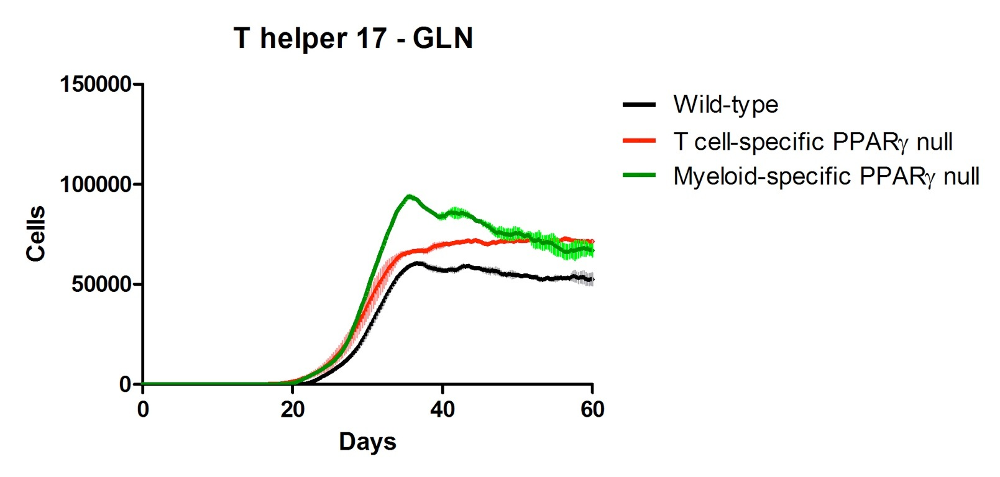 T helper 17 - GLN
150000
100000
50000
0
0 20 40 60
Cells
Days
Wild-type
T cell-specific PPARγ null
Myeloid-specific PPARγ null